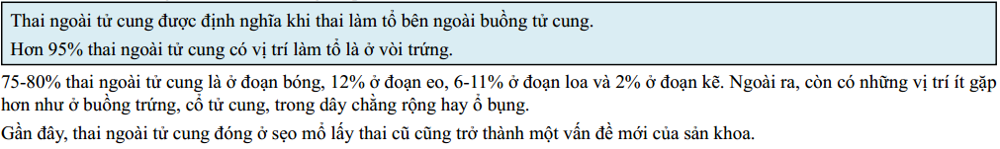 Thai ngoài tử cung được định nghĩa khi thai làm tổ bên ngoài buồng tử cung.
Hơn 95% thai ngoài tử cung có vị trí làm tổ là ở vòi trứng.
75-80% thai ngoài tử cung là ở đoạn bóng, 12% ở đoạn eo, 6-11% ở đoạn loa và 2% ở đoạn kẽ. Ngoài ra, còn có những vị trí ít gặp
hơn như ở buồng trứng, cổ tử cung, trong dây chằng rộng hay ổ bụng.
Gần đây, thai ngoài tử cung đóng ở sẹo mổ lấy thai cũ cũng trở thành một vấn đề mới của sản khoa.